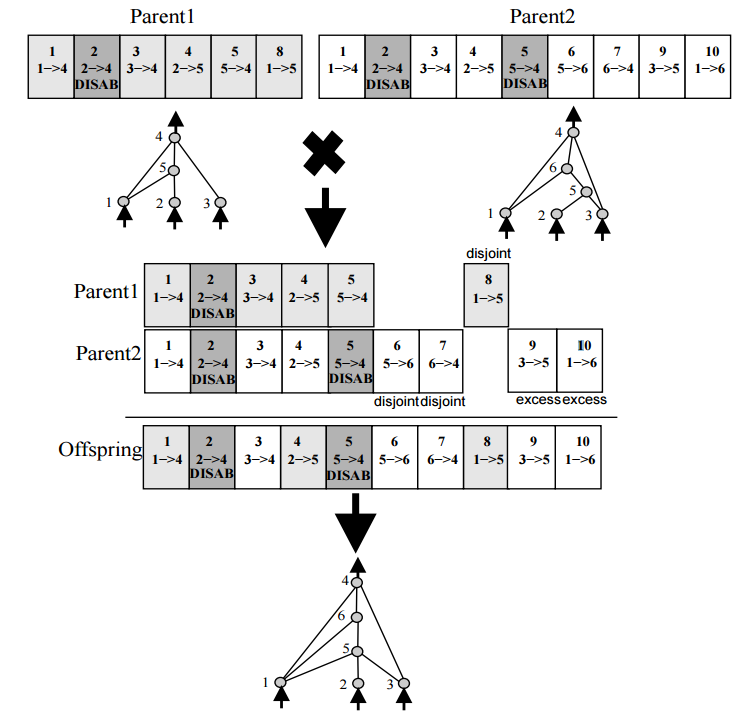 Parent1
1 2 3 4 5 8
1−>4 2−>4 3−>4 2−>5 5−>4 1−>5
DISAB
Parent2
1 2 3 4 5 6 7 9 10
1−>4 2−>4 3−>4 2−>5 5−>4 5−>6 6−>4 3−>5 1−>6
DISAB DISAB
4
5
1 2 3
4
6
5
1 2 3
disjoint
Parent1
1 2 3 4 5 8
1−>4 2−>4 3−>4 2−>5 5−>4 1−>5
DISAB
Parent2
1 2 3 4 5 6 7 9 10
1−>4 2−>4 3−>4 2−>5 5−>4 5−>6 6−>4 3−>5 1−>6
DISAB DISAB
disjoint disjoint excess excess
Offspring
1 2 3 4 5 6 7 8 9 10
1−>4 2−>4 3−>4 2−>5 5−>4 5−>6 6−>4 1−>5 3−>5 1−>6
DISAB DISAB
4
6
5
1 2 3